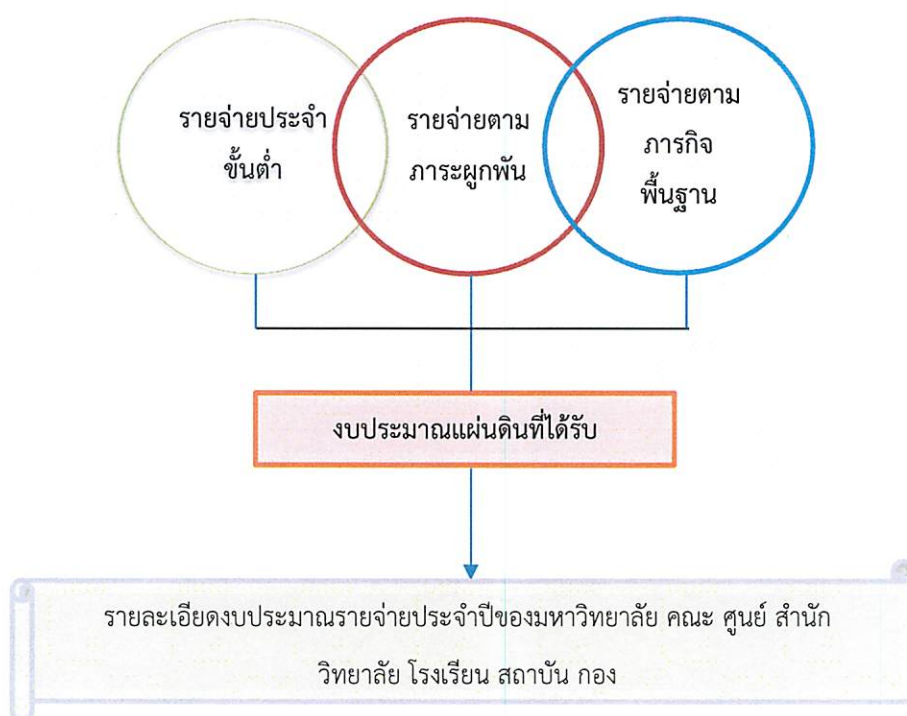 รายจ่ายประจำ
ขั้นต่ำ
รายจ่ายตาม
ภาระผูกพัน
รายจ่ายตาม
ภารกิจ
พื้นฐาน
งบประมาณแผ่นดินที่ได้รับ
รายละเอียดงบประมาณรายจ่ายประจำปีของมหาวิทยาลัย คณะ ศูนย์ สำนัก
วิทยาลัย โรงเรียน สถาบัน กอง